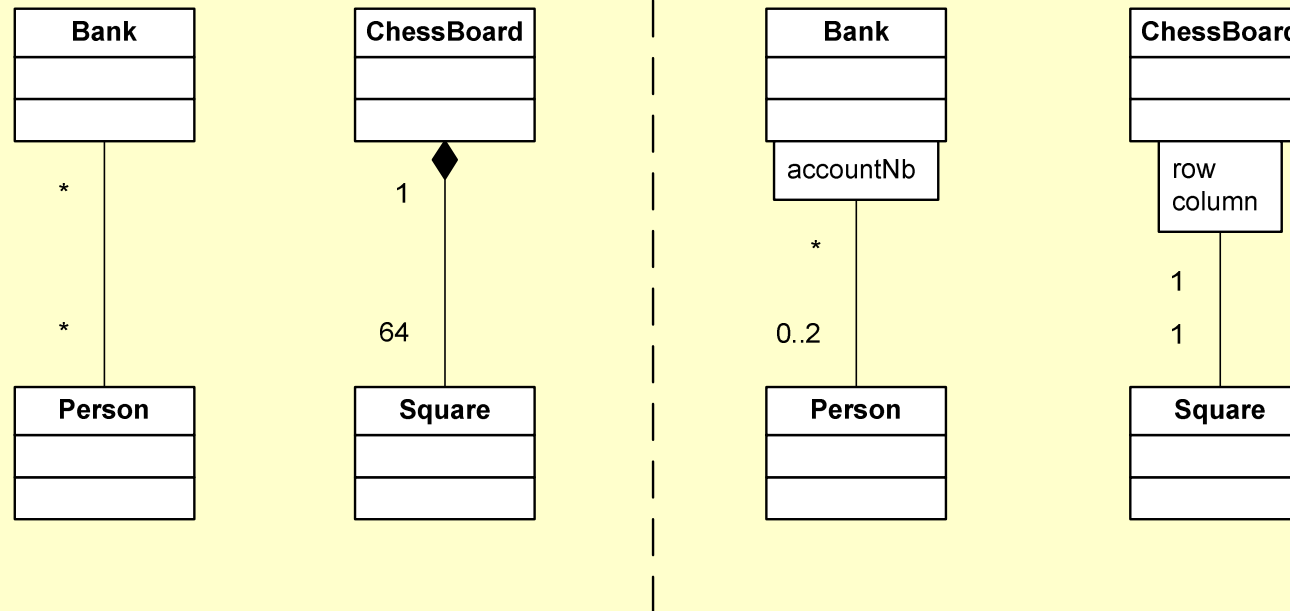 Bank
ChessBoard
*
1
*
64
Person
Square
Bank
ChessBoard
accountNb
row
column
*
1
0..2
1
Person
Square